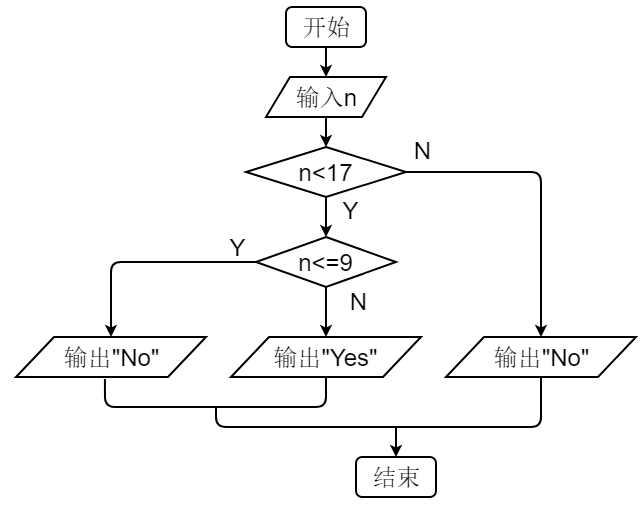 开始
输入n
n<17
N
Y
n<=9
Y
N
输出"No"
输出"Yes"
输出"No"
结束